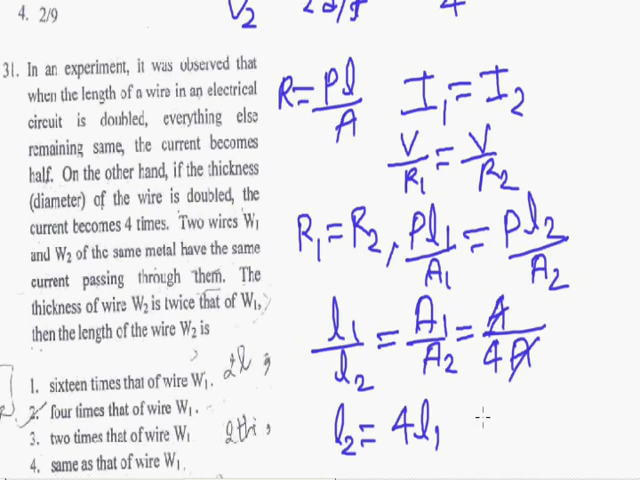 4. 2/9
31. In an experiment, it was observed that
when the length of a wire in an electrical
circuit is doubled, everything else
remaining same, the current becomes
half. On the other hand, if the thickness
(diameter) of the wire is doubled, the
current becomes 4 times. Two wires W₁
and W₂ of the same metal have the same
current passing through them. The
thickness of wire W₂ is twice that of W₁,
then the length of the wire W₂ is
1. sixteen times that of wire W₁.
2. four times that of wire W₁.
3. two times that of wire W₁
4. same as that of wire W₁.
R=Pl/A
I₁=I₂
V/R₁=V/R₂
R₁=R₂, Pl₁/A₁=Pl₂/A₂
l₁/l₂=A₁/A₂=A/4A
l₂=4l₁